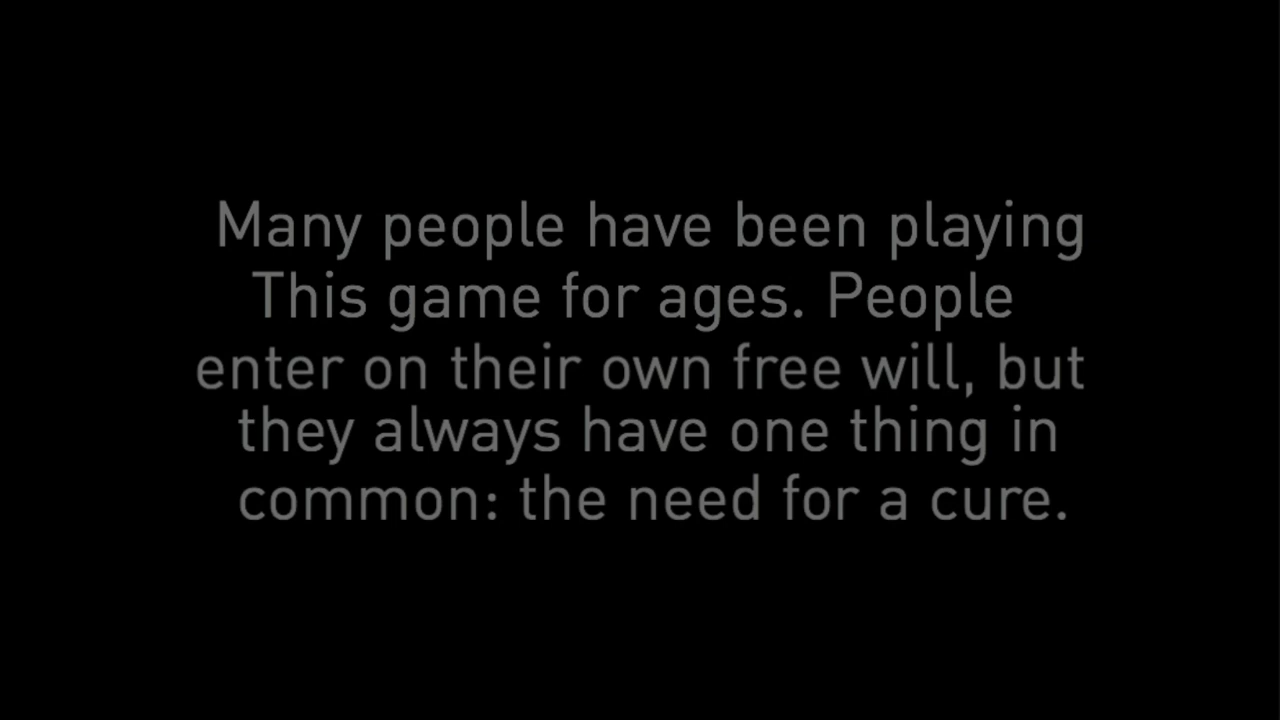 Many people have been playing
This game for ages. People
enter on their own free will, but
they always have one thing in
common: the need for a cure.